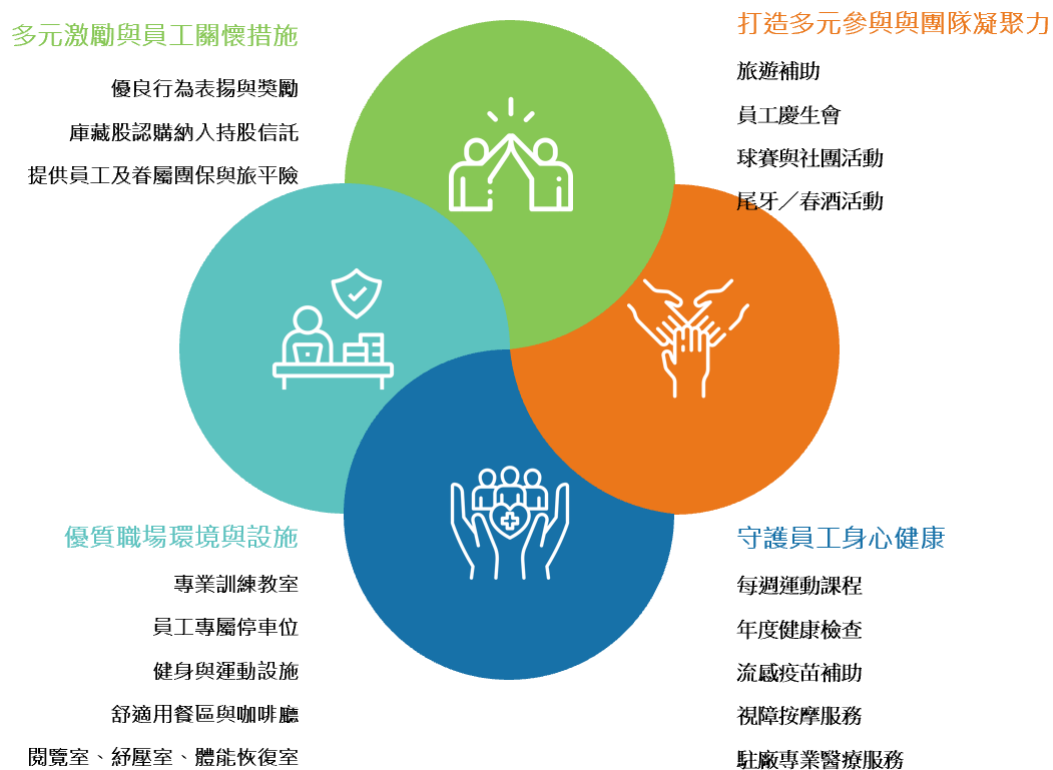 多元激勵與員工關懷措施
優良行為表揚與獎勵
庫藏股認購納入持股信託
提供員工及眷屬團保與旅平險
打造多元參與與團隊凝聚力
旅遊補助
員工慶生會
球賽與社團活動
尾牙／春酒活動
優質職場環境與設施
專業訓練教室
員工專屬停車位
健身與運動設施
舒適用餐區與咖啡廳
閱覽室、紓壓室、體能恢復室
守護員工身心健康
每週運動課程
年度健康檢查
流感疫苗補助
視障按摩服務
駐廠專業醫療服務